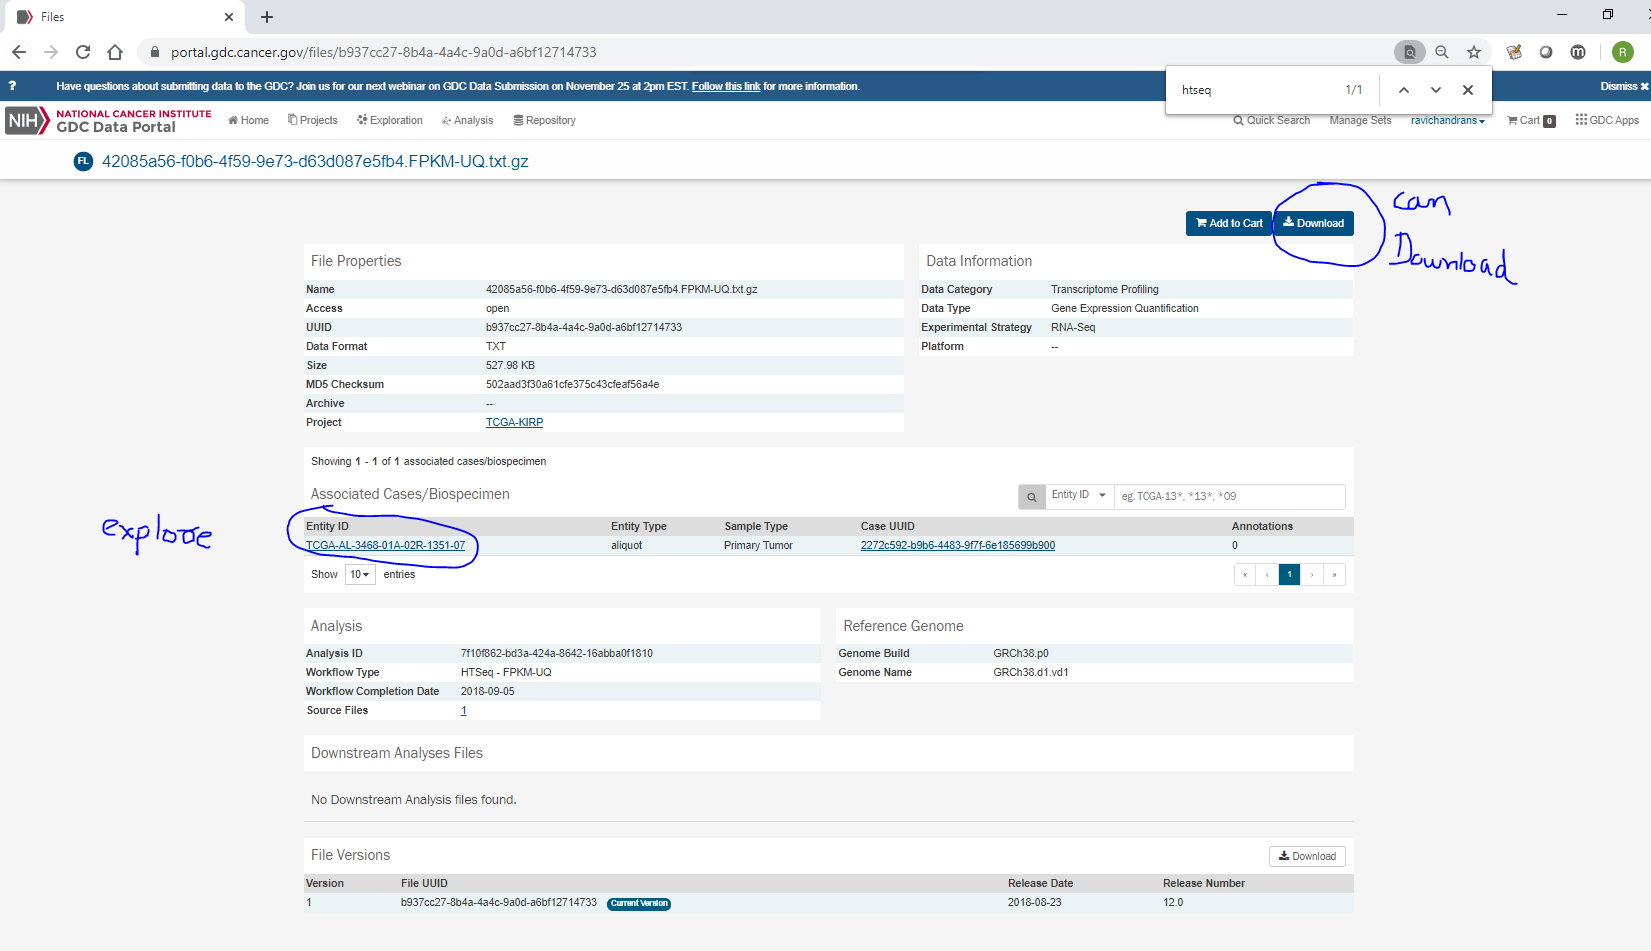 Files
portal.gdc.cancer.gov/files/b937cc27-8b4a-4a4c-9a0d-a6bf12714733
R
htseq 1/1
? Have questions about submitting data to the GDC? Join us for our next webinar on GDC Data Submission on November 25 at 2pm EST. Follow this link for more information. Dismiss
NIH NATIONAL CANCER INSTITUTE
GDC Data Portal
Home Projects Exploration Analysis Repository Quick Search Manage Sets ravichandrans Cart 0 GDC Apps
FL 42085a56-f0b6-4f59-9e73-d63d087e5fb4.FPKM-UQ.txt.gz
Add to Cart Download
can
Download
File Properties
Name 42085a56-f0b6-4f59-9e73-d63d087e5fb4.FPKM-UQ.txt.gz
Access open
UUID b937cc27-8b4a-4a4c-9a0d-a6bf12714733
Data Format TXT
Size 527.98 KB
MD5 Checksum 502aad3f30a61cfe375c43cfeaf56a4e
Archive --
Project TCGA-KIRP
Data Information
Data Category Transcriptome Profiling
Data Type Gene Expression Quantification
Experimental Strategy RNA-Seq
Platform --
Showing 1 - 1 of 1 associated cases/biospecimen
Associated Cases/Biospecimen
Entity ID eg. TCGA-13*, *13*, *09
explore
Entity ID Entity Type Sample Type Case UUID Annotations
TCGA-AL-3468-01A-02R-1351-07 aliquot Primary Tumor 2272c592-b9b6-4483-9f7f-6e185699b900 0
Show 10 entries « ‹ 1 › »
Analysis
Analysis ID 7f10f862-bd3a-424a-8642-16abba0f1810
Workflow Type HTSeq - FPKM-UQ
Workflow Completion Date 2018-09-05
Source Files 1
Reference Genome
Genome Build GRCh38.p0
Genome Name GRCh38.d1.vd1
Downstream Analyses Files
No Downstream Analysis files found.
File Versions Download
Version File UUID Release Date Release Number
1 b937cc27-8b4a-4a4c-9a0d-a6bf12714733 Current Version 2018-08-23 12.0